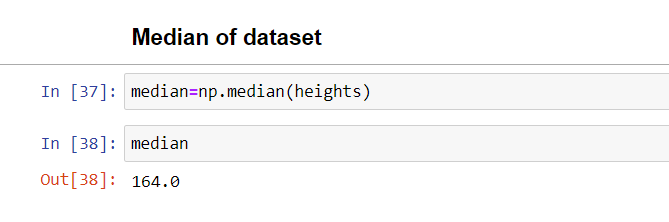 Median of dataset
In [37]: median=np.median(heights)
In [38]: median
Out[38]: 164.0